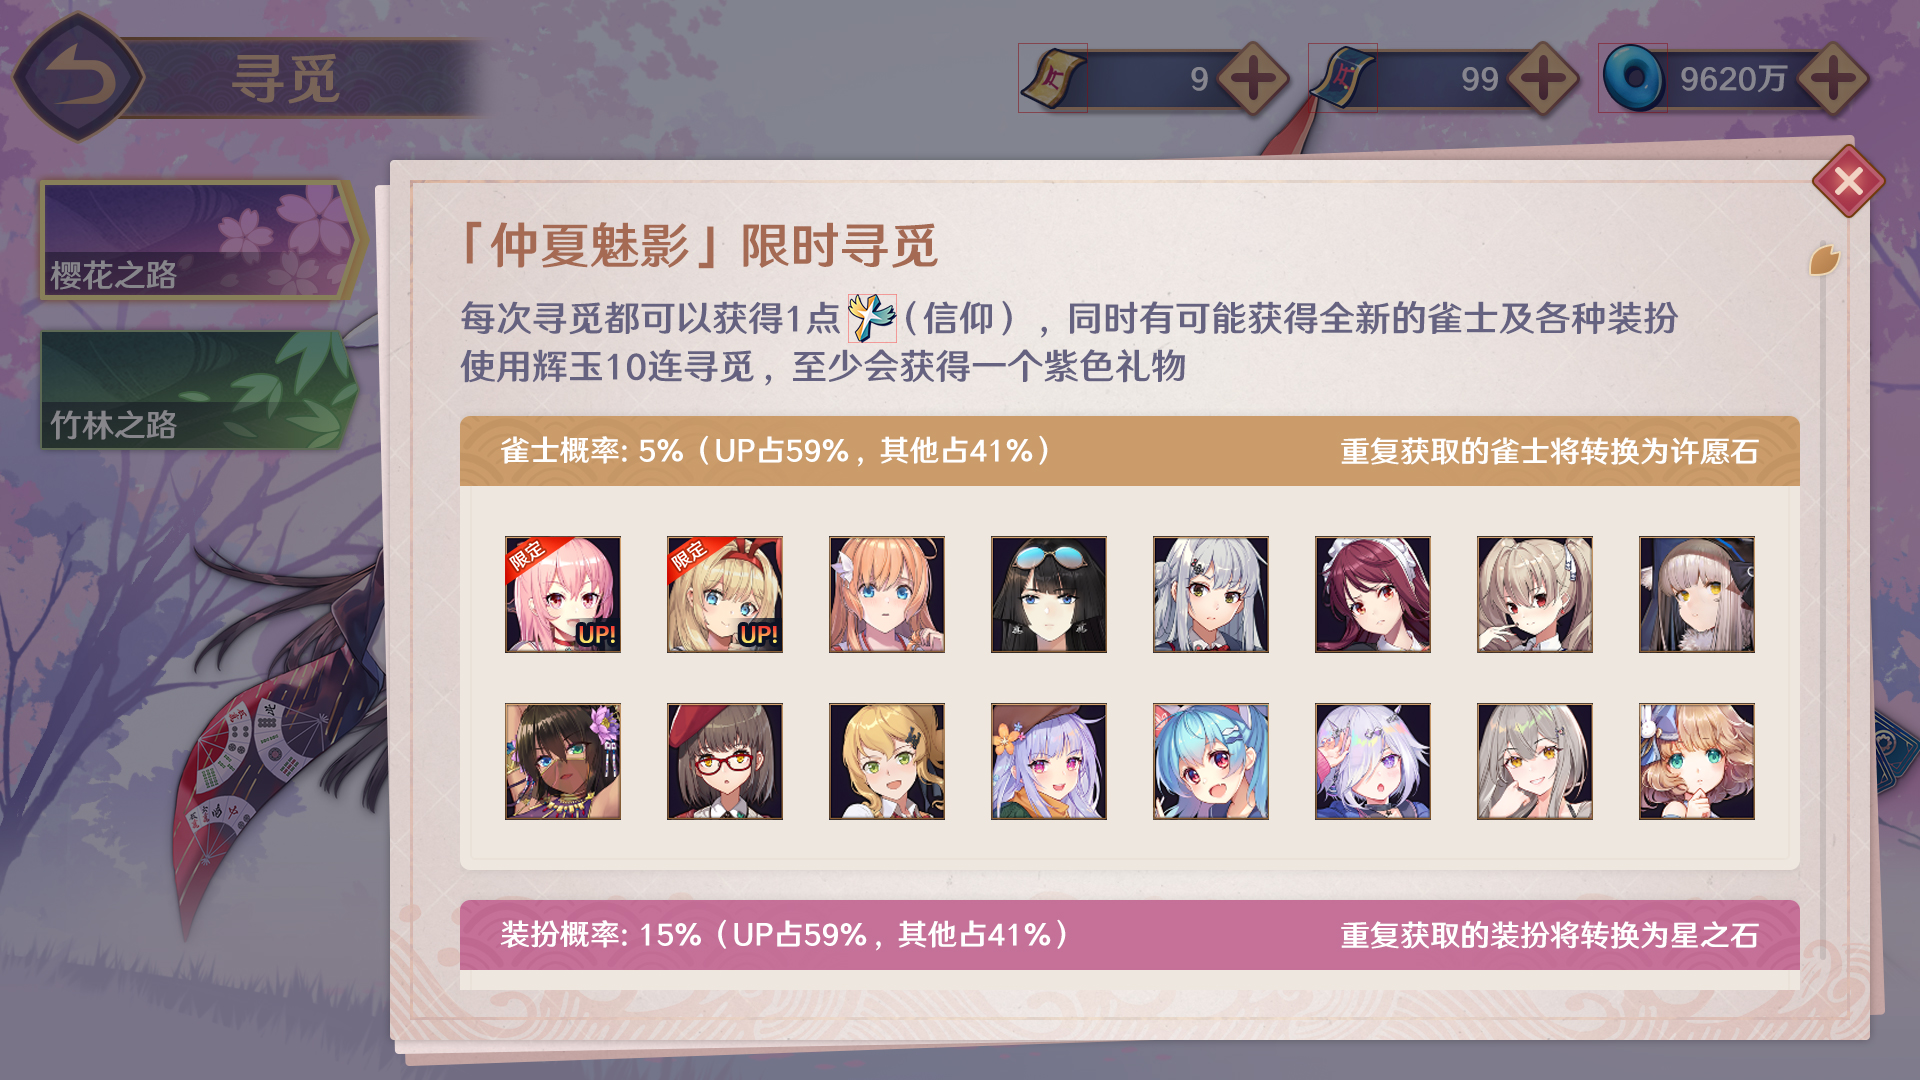 寻觅
9
99
9620万
樱花之路
竹林之路
「仲夏魅影」限时寻觅
每次寻觅都可以获得1点（信仰），同时有可能获得全新的雀士及各种装扮
使用辉玉10连寻觅，至少会获得一个紫色礼物
雀士概率: 5%（UP占59%，其他占41%）
重复获取的雀士将转换为许愿石
限定
UP!
限定
UP!
装扮概率: 15%（UP占59%，其他占41%）
重复获取的装扮将转换为星之石